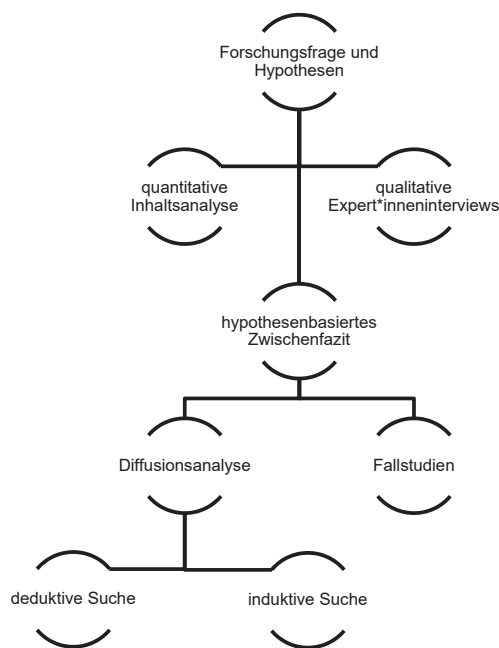 Forschungsfrage und
Hypothesen
quantitative
Inhaltsanalyse
qualitative
Expert*inneninterviews
hypothesenbasiertes
Zwischenfazit
Diffusionsanalyse
Fallstudien
deduktive Suche
induktive Suche